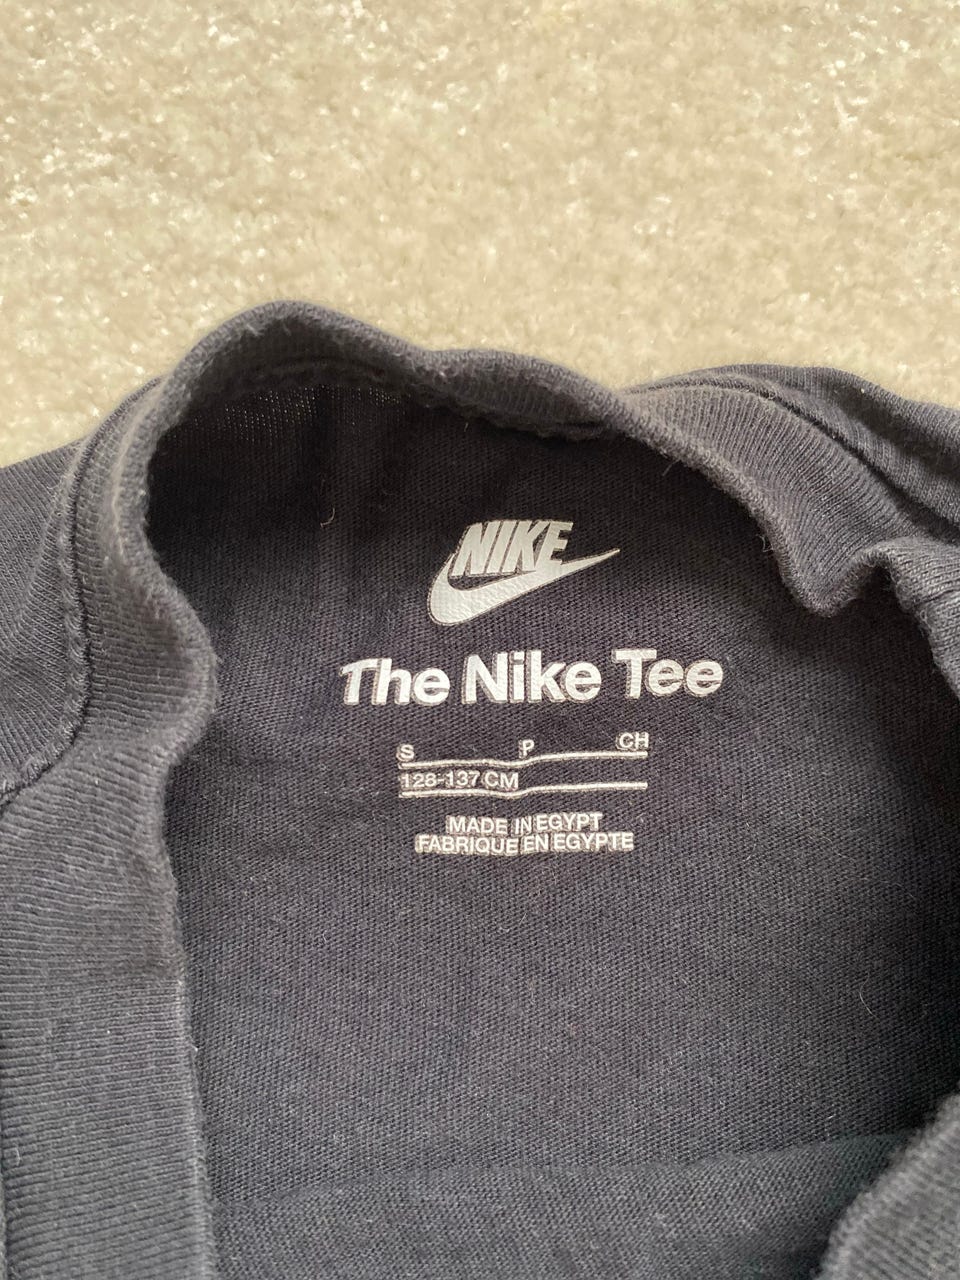 NIKE
The Nike Tee
S P CH
128-137 CM
MADE IN EGYPT
FABRIQUE EN EGYPTE